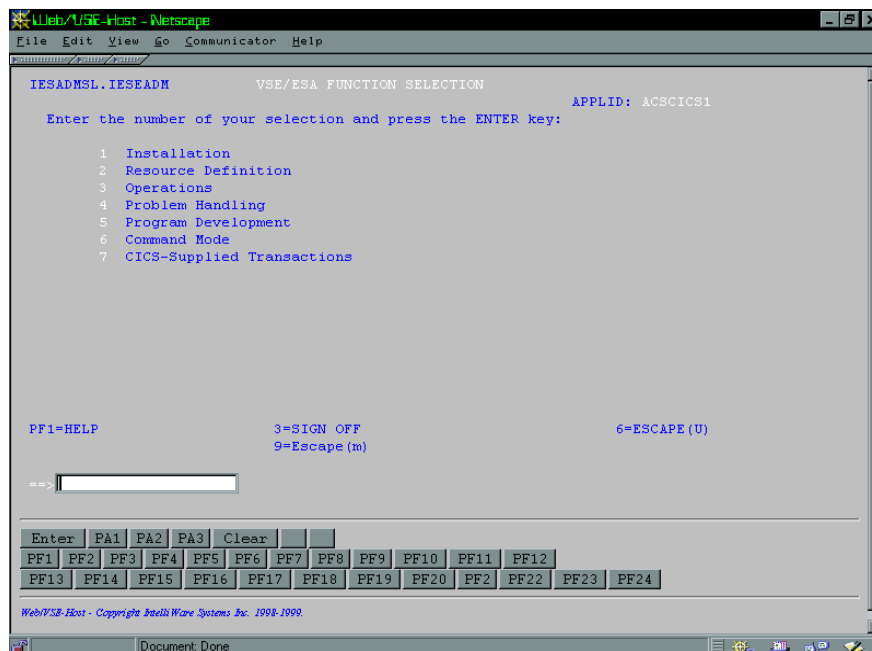 Web/VSE-Host - Netscape
File Edit View Go Communicator Help
IESADMSL.IESEADM VSE/ESA FUNCTION SELECTION
APPLID: ACSCICS1
Enter the number of your selection and press the ENTER key:
1 Installation
2 Resource Definition
3 Operations
4 Problem Handling
5 Program Development
6 Command Mode
7 CICS-Supplied Transactions
PF1=HELP 3=SIGN OFF 6=ESCAPE(U)
9=Escape(m)
==>
Enter PA1 PA2 PA3 Clear
PF1 PF2 PF3 PF4 PF5 PF6 PF7 PF8 PF9 PF10 PF11 PF12
PF13 PF14 PF15 PF16 PF17 PF18 PF19 PF20 PF2 PF22 PF23 PF24
Web/VSE-Host - Copyright IntelliWare Systems Inc. 1998-1999.
Document: Done